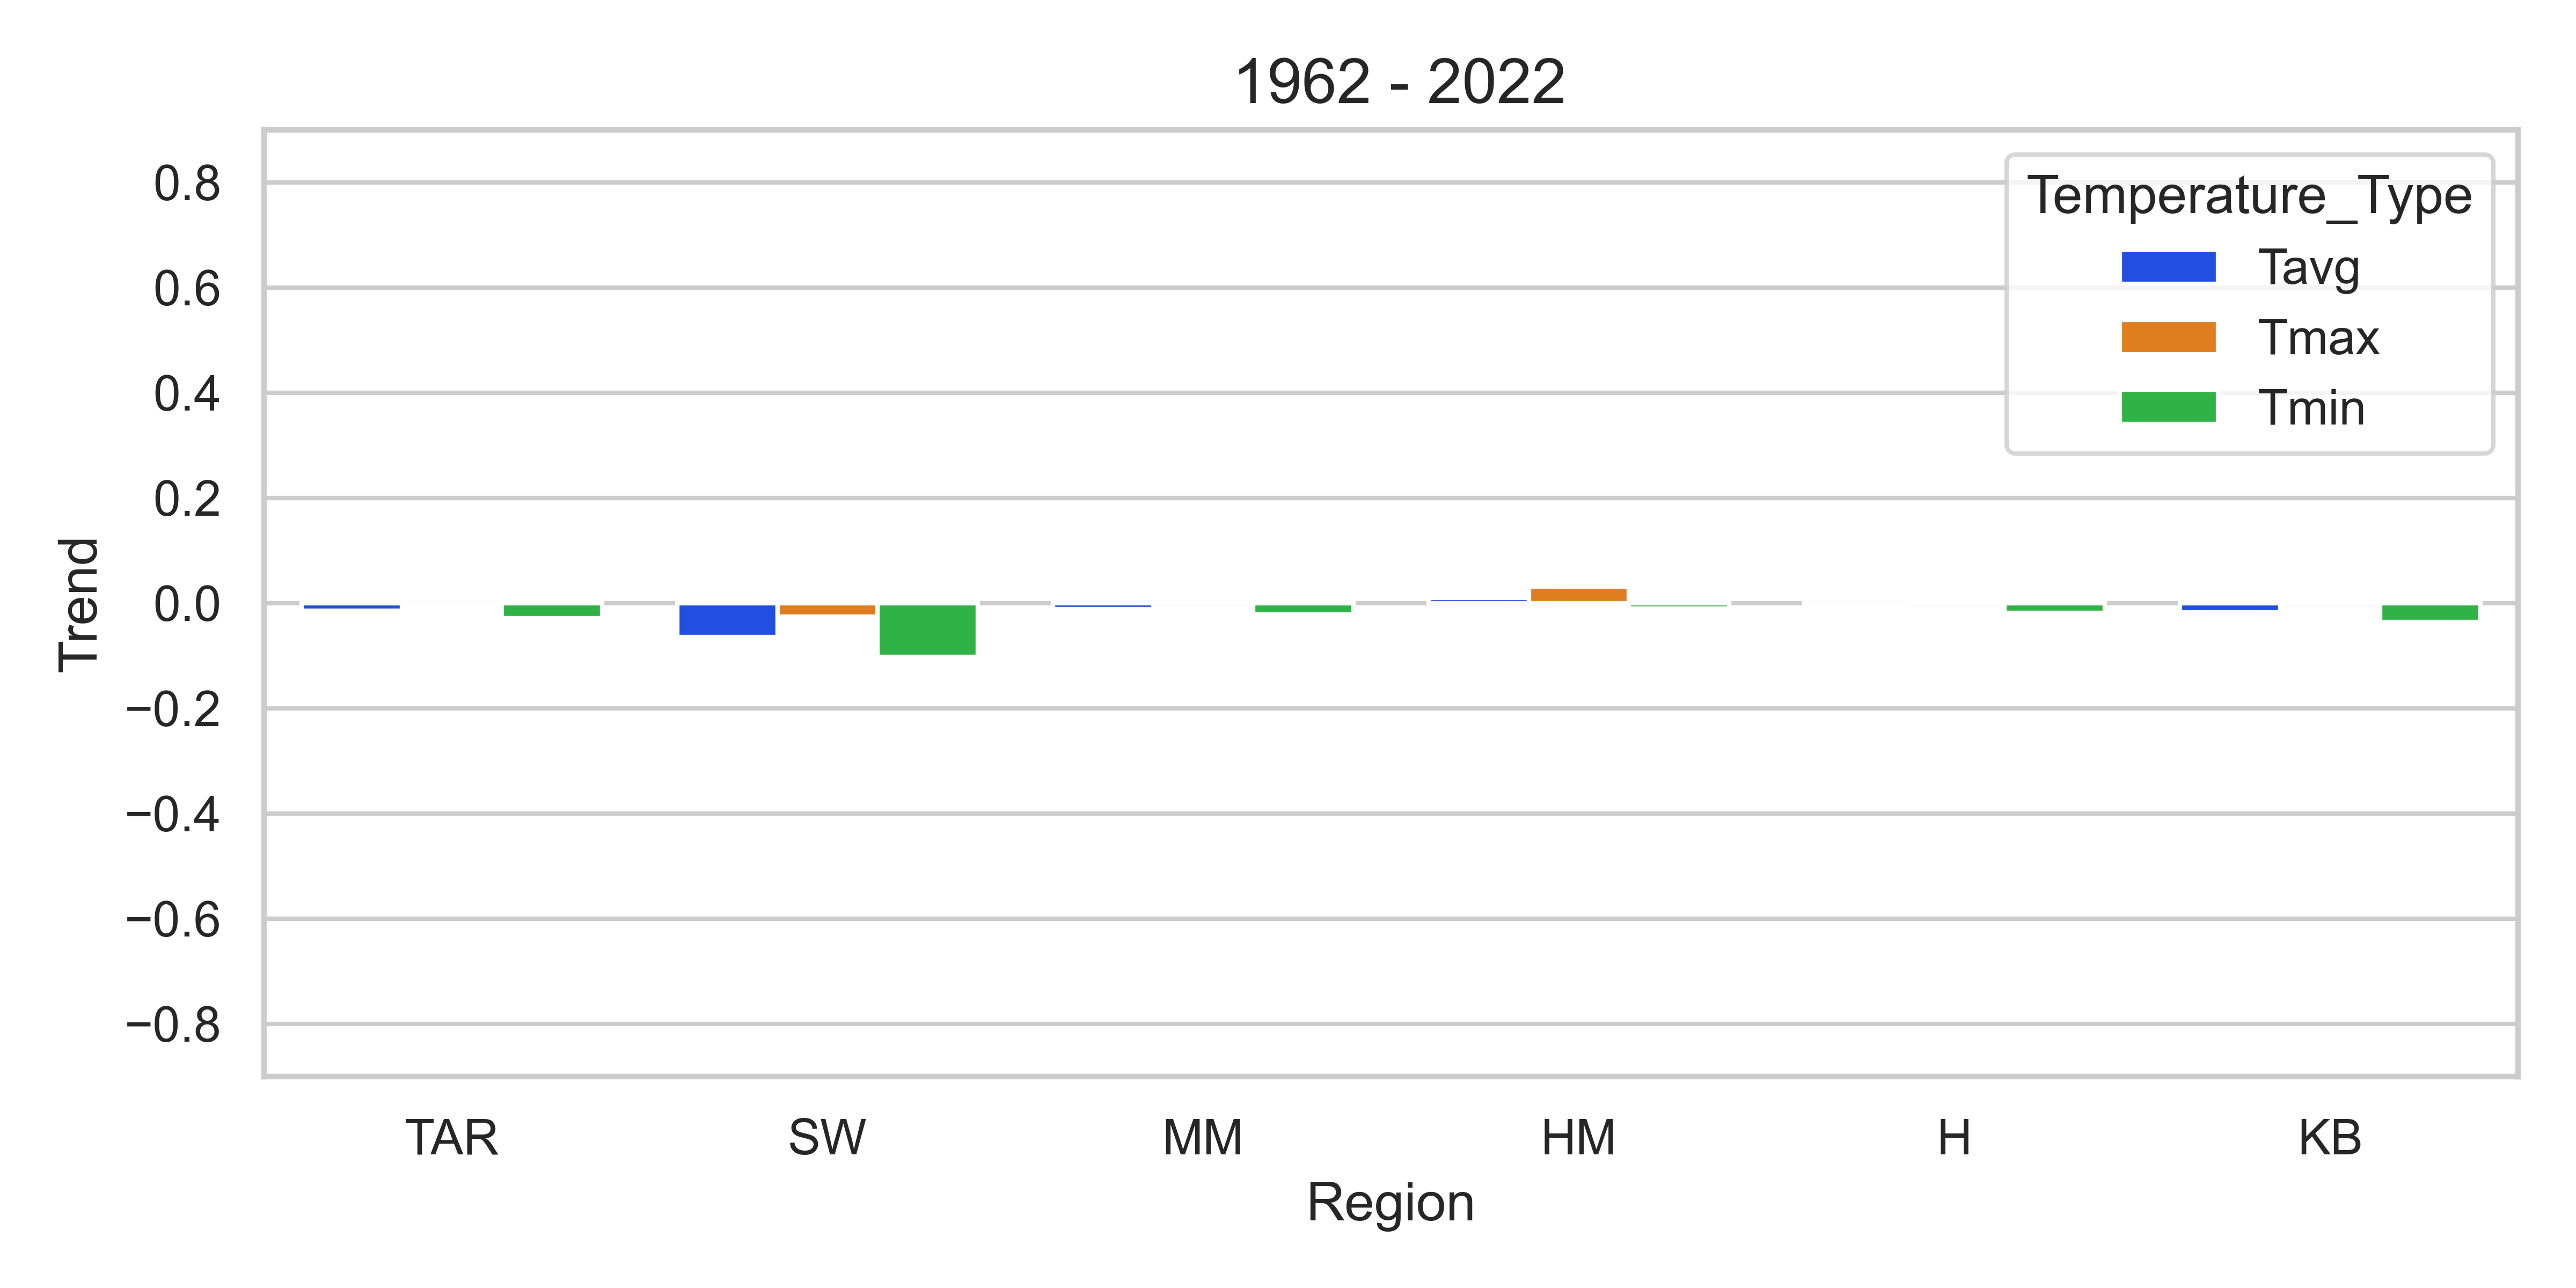 1962 - 2022
Temperature_Type
Tavg
Tmax
Tmin
0.8
0.6
0.4
0.2
0.0
−0.2
−0.4
−0.6
−0.8
Trend
TAR SW MM HM H KB
Region